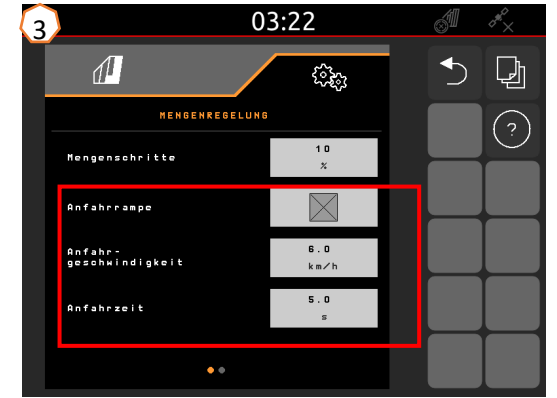 3
03:22
MENGENREGELUNG
Mengenschritte
10
%
Anfahrrampe
Anfahr-
geschwindigkeit
6.0
km/h
Anfahrzeit
5.0
s
?